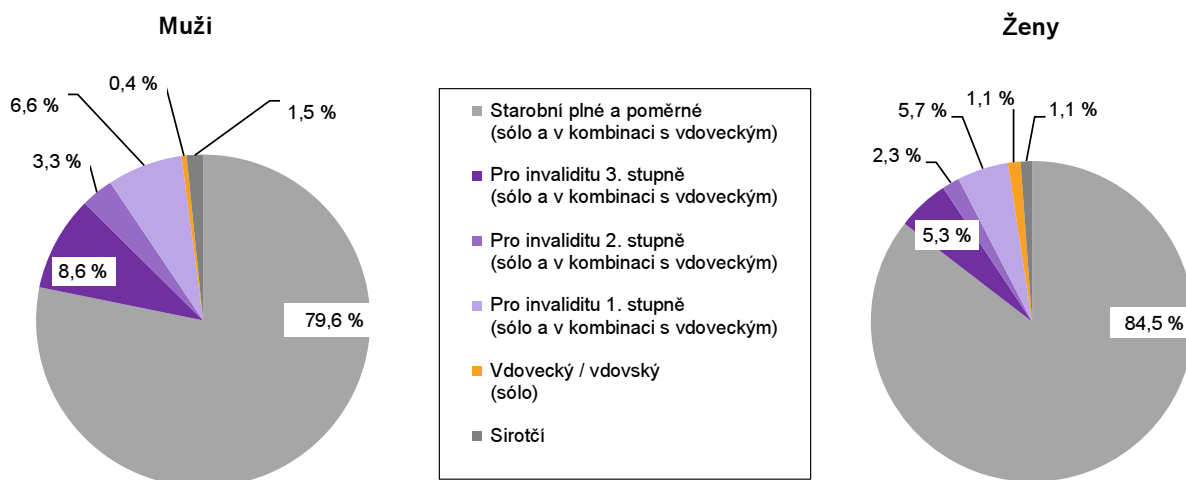 Muži
0,4 %
6,6 %
1,5 %
3,3 %
8,6 %
79,6 %
Starobní plné a poměrné
(sólo a v kombinaci s vdoveckým)
Pro invaliditu 3. stupně
(sólo a v kombinaci s vdoveckým)
Pro invaliditu 2. stupně
(sólo a v kombinaci s vdoveckým)
Pro invaliditu 1. stupně
(sólo a v kombinaci s vdoveckým)
Vdovecký / vdovský
(sólo)
Sirotčí
Ženy
5,7 %
1,1 %
1,1 %
2,3 %
5,3 %
84,5 %